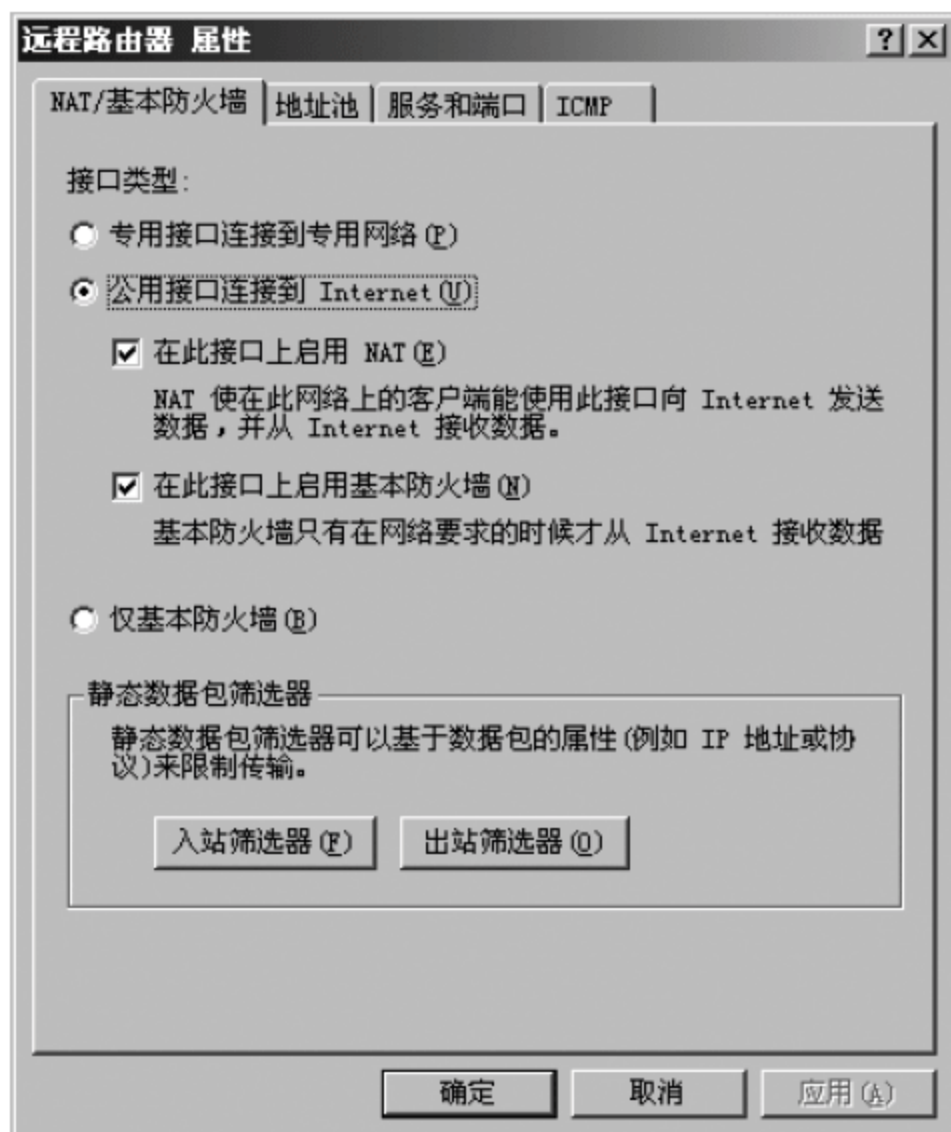 远程路由器 属性
? ×
NAT/基本防火墙 地址池 服务和端口 ICMP
接口类型:
专用接口连接到专用网络(P)
公用接口连接到 Internet(U)
在此接口上启用 NAT(E)
NAT 使在此网络上的客户端能使用此接口向 Internet 发送
数据,并从 Internet 接收数据。
在此接口上启用基本防火墙(N)
基本防火墙只有在网络要求的时候才从 Internet 接收数据
仅基本防火墙(B)
静态数据包筛选器
静态数据包筛选器可以基于数据包的属性(例如 IP 地址或协
议)来限制传输。
入站筛选器(F) 出站筛选器(O)
确定 取消 应用(A)